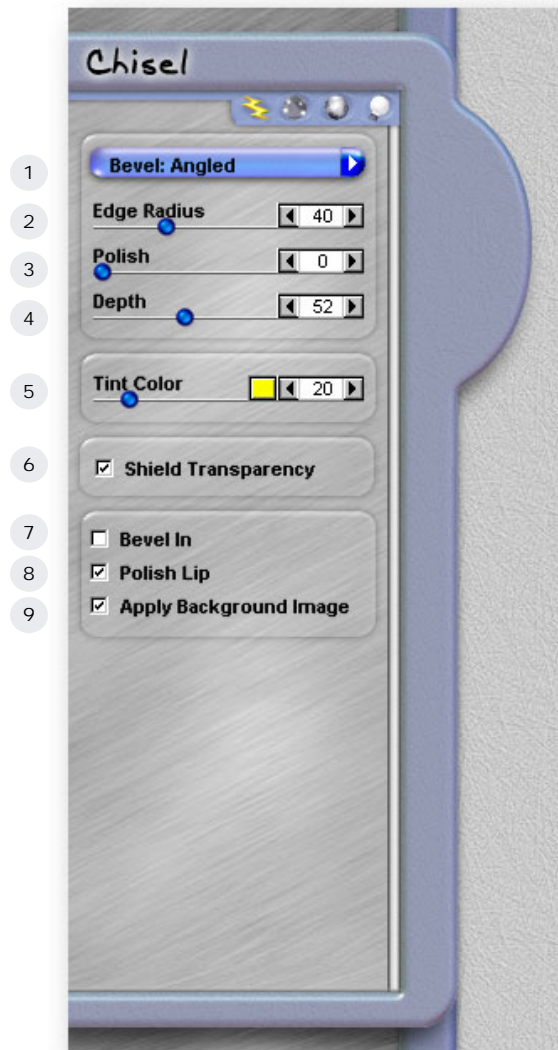 Chisel
1 Bevel: Angled
2 Edge Radius 40
3 Polish 0
4 Depth 52
5 Tint Color 20
6 Shield Transparency
7 Bevel In
8 Polish Lip
9 Apply Background Image